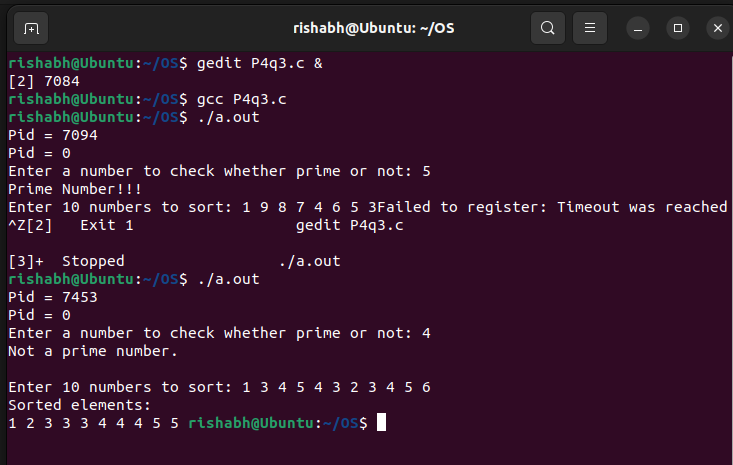 rishabh@Ubuntu: ~/OS
rishabh@Ubuntu:~/OS$ gedit P4q3.c &
[2] 7084
rishabh@Ubuntu:~/OS$ gcc P4q3.c
rishabh@Ubuntu:~/OS$ ./a.out
Pid = 7094
Pid = 0
Enter a number to check whether prime or not: 5
Prime Number!!!
Enter 10 numbers to sort: 1 9 8 7 4 6 5 3Failed to register: Timeout was reached
^Z[2]   Exit 1                  gedit P4q3.c

[3]+  Stopped                 ./a.out
rishabh@Ubuntu:~/OS$ ./a.out
Pid = 7453
Pid = 0
Enter a number to check whether prime or not: 4
Not a prime number.

Enter 10 numbers to sort: 1 3 4 5 4 3 2 3 4 5 6
Sorted elements:
1 2 3 3 3 4 4 4 5 5 rishabh@Ubuntu:~/OS$